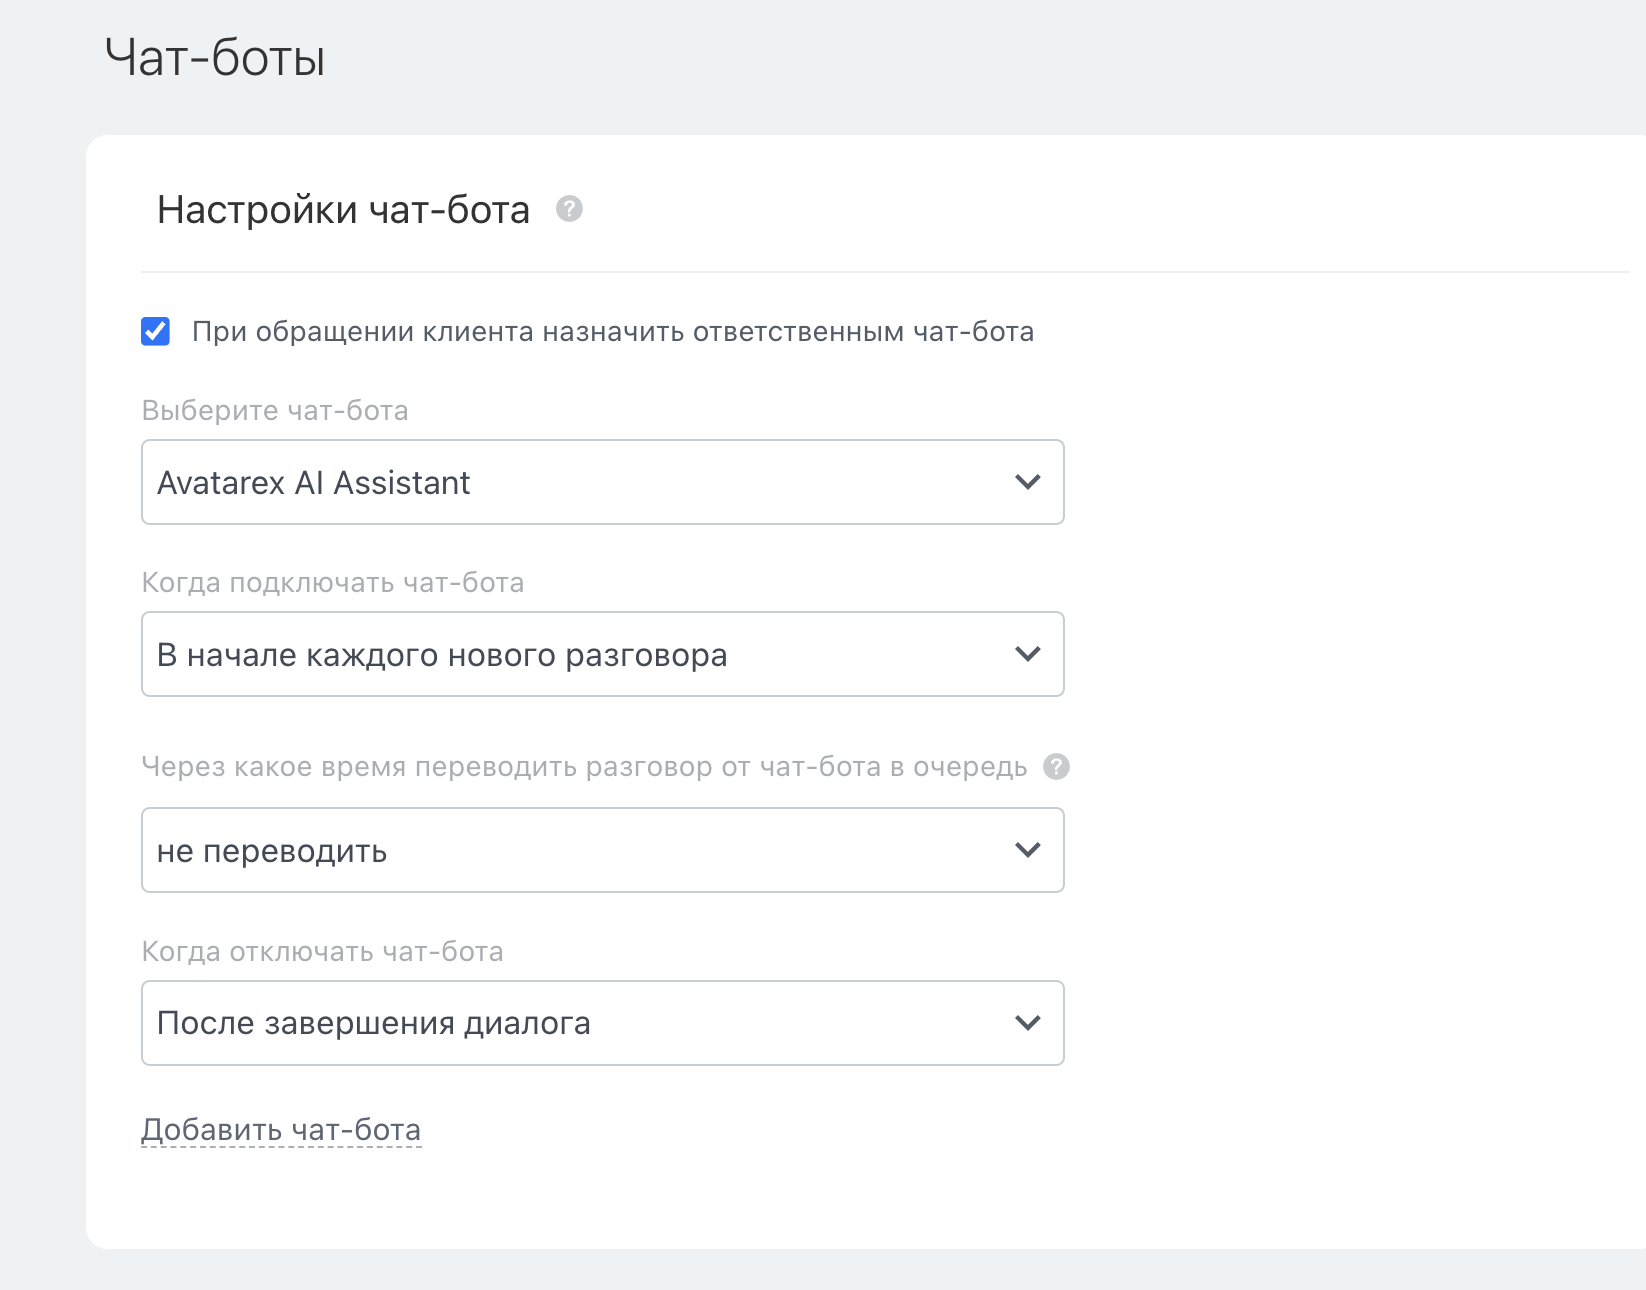 Чат-боты
Настройки чат-бота ?
При обращении клиента назначить ответственным чат-бота
Выберите чат-бота
Avatarex AI Assistant
Когда подключать чат-бота
В начале каждого нового разговора
Через какое время переводить разговор от чат-бота в очередь ?
не переводить
Когда отключать чат-бота
После завершения диалога
Добавить чат-бота